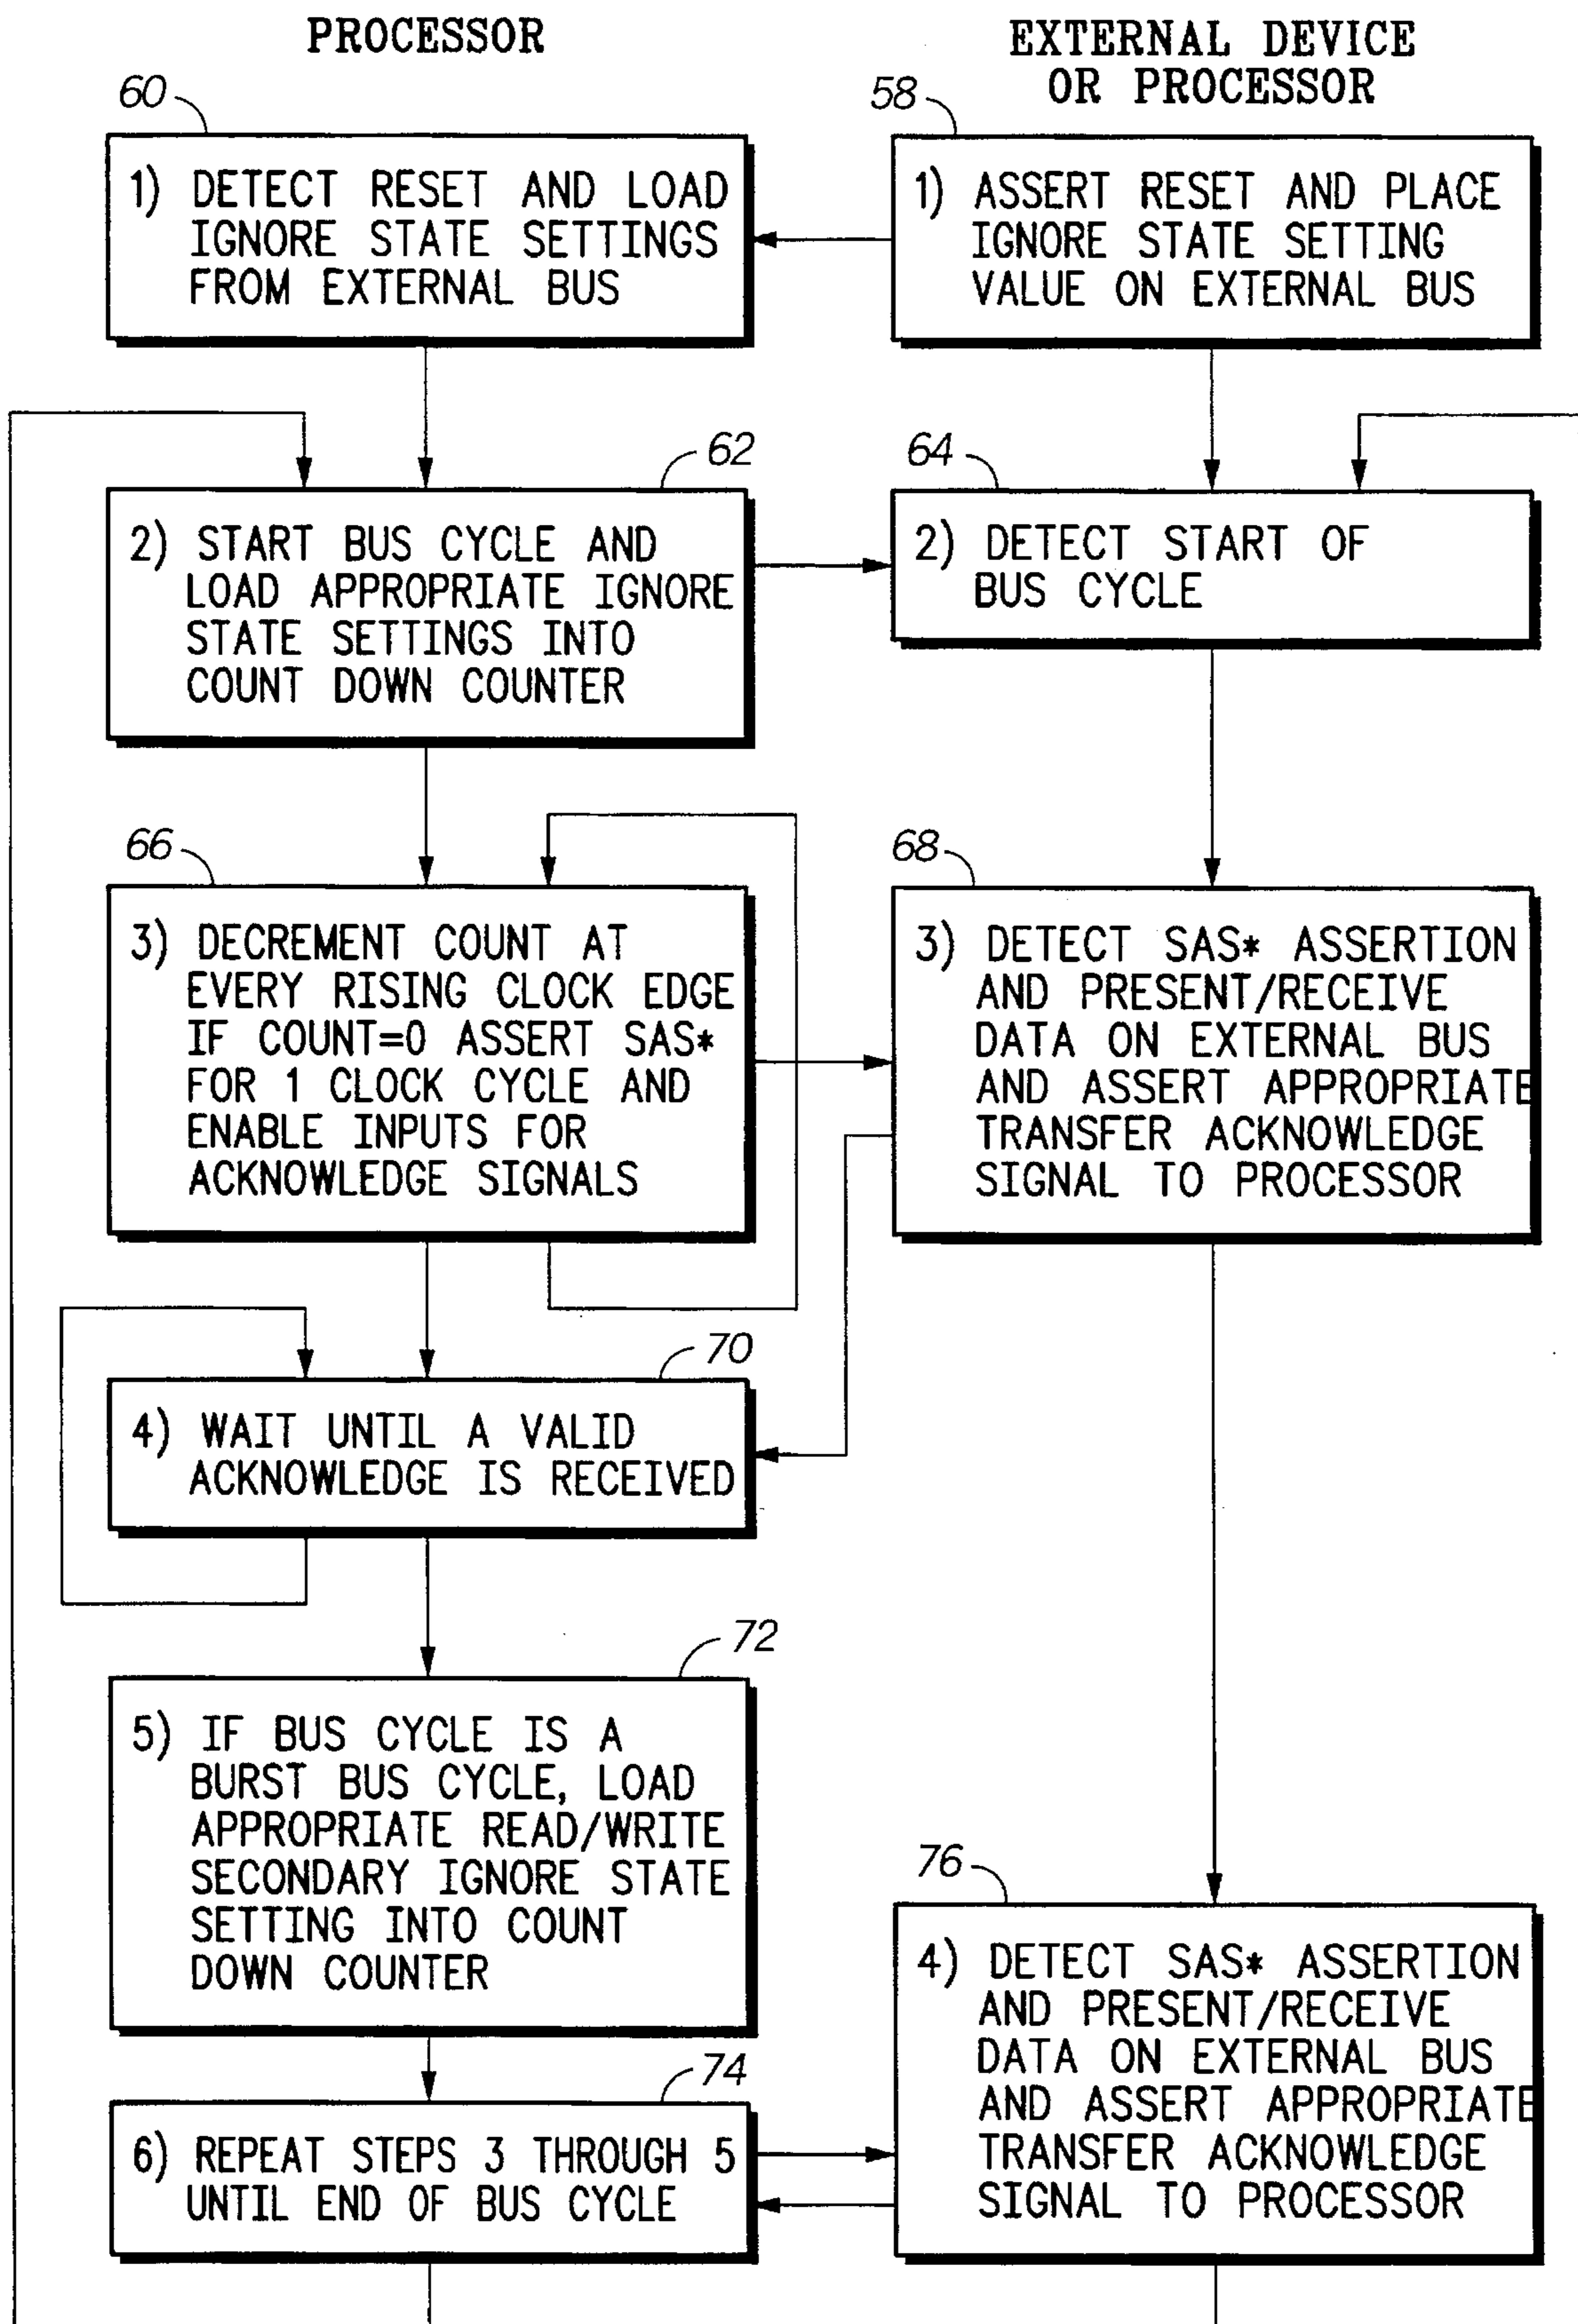 PROCESSOR
EXTERNAL DEVICE
OR PROCESSOR
60
58
1) DETECT RESET AND LOAD
IGNORE STATE SETTINGS
FROM EXTERNAL BUS
1) ASSERT RESET AND PLACE
IGNORE STATE SETTING
VALUE ON EXTERNAL BUS
62
64
2) START BUS CYCLE AND
LOAD APPROPRIATE IGNORE
STATE SETTINGS INTO
COUNT DOWN COUNTER
2) DETECT START OF
BUS CYCLE
66
68
3) DECREMENT COUNT AT
EVERY RISING CLOCK EDGE
IF COUNT=0 ASSERT SAS*
FOR 1 CLOCK CYCLE AND
ENABLE INPUTS FOR
ACKNOWLEDGE SIGNALS
3) DETECT SAS* ASSERTION
AND PRESENT/RECEIVE
DATA ON EXTERNAL BUS
AND ASSERT APPROPRIATE
TRANSFER ACKNOWLEDGE
SIGNAL TO PROCESSOR
70
4) WAIT UNTIL A VALID
ACKNOWLEDGE IS RECEIVED
72
5) IF BUS CYCLE IS A
BURST BUS CYCLE, LOAD
APPROPRIATE READ/WRITE
SECONDARY IGNORE STATE
SETTING INTO COUNT
DOWN COUNTER
76
4) DETECT SAS* ASSERTION
AND PRESENT/RECEIVE
DATA ON EXTERNAL BUS
AND ASSERT APPROPRIATE
TRANSFER ACKNOWLEDGE
SIGNAL TO PROCESSOR
74
6) REPEAT STEPS 3 THROUGH 5
UNTIL END OF BUS CYCLE